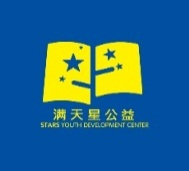 满天星公益
STARS YOUTH DEVELOPMENT CENTER